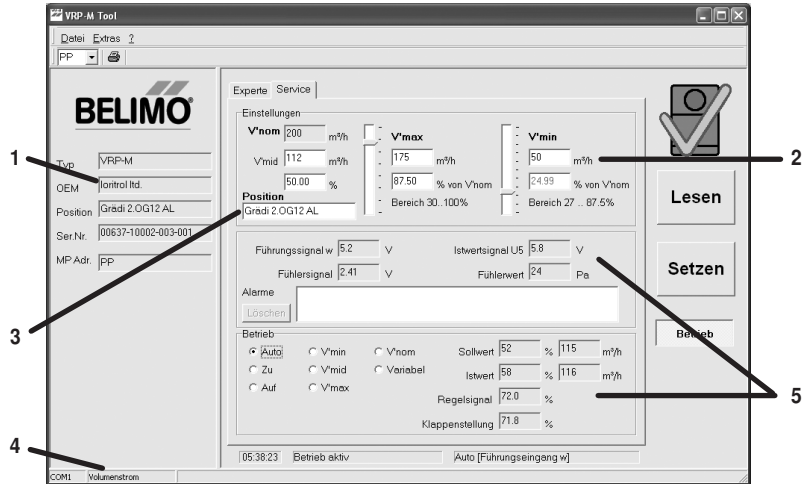 VRP-M Tool
Datei Extras ?
PP
BELIMO®
Typ VRP-M
OEM loritrol ltd.
Position Grädi 2.OG12 AL
Ser.Nr. 00637-10002-003-001
MP Adr. PP
Experte Service
Einstellungen
V'nom 200 m³/h
V'mid 112 m³/h
50.00 %
Position
Grädi 2.OG12 AL
V'max
175 m³/h
87.50 % von V'nom
Bereich 30..100%
V'min
50 m³/h
24.99 % von V'nom
Bereich 27 .. 87.5%
Führungssignal w 5.2 V
Istwertsignal U5 5.8 V
Fühlersignal 2.41 V
Fühlerwert 24 Pa
Alarme
Löschen
Betrieb
Auto V'min V'nom
Zu V'mid Variabel
Auf V'max
Sollwert 52 % 115 m³/h
Istwert 58 % 116 m³/h
Regelsignal 72.0 %
Klappenstellung 71.8 %
05:38:23 Betrieb aktiv Auto [Führungseingang w]
Lesen
Setzen
Betrieb
COM1 Volumenstrom
1
2
3
4
5